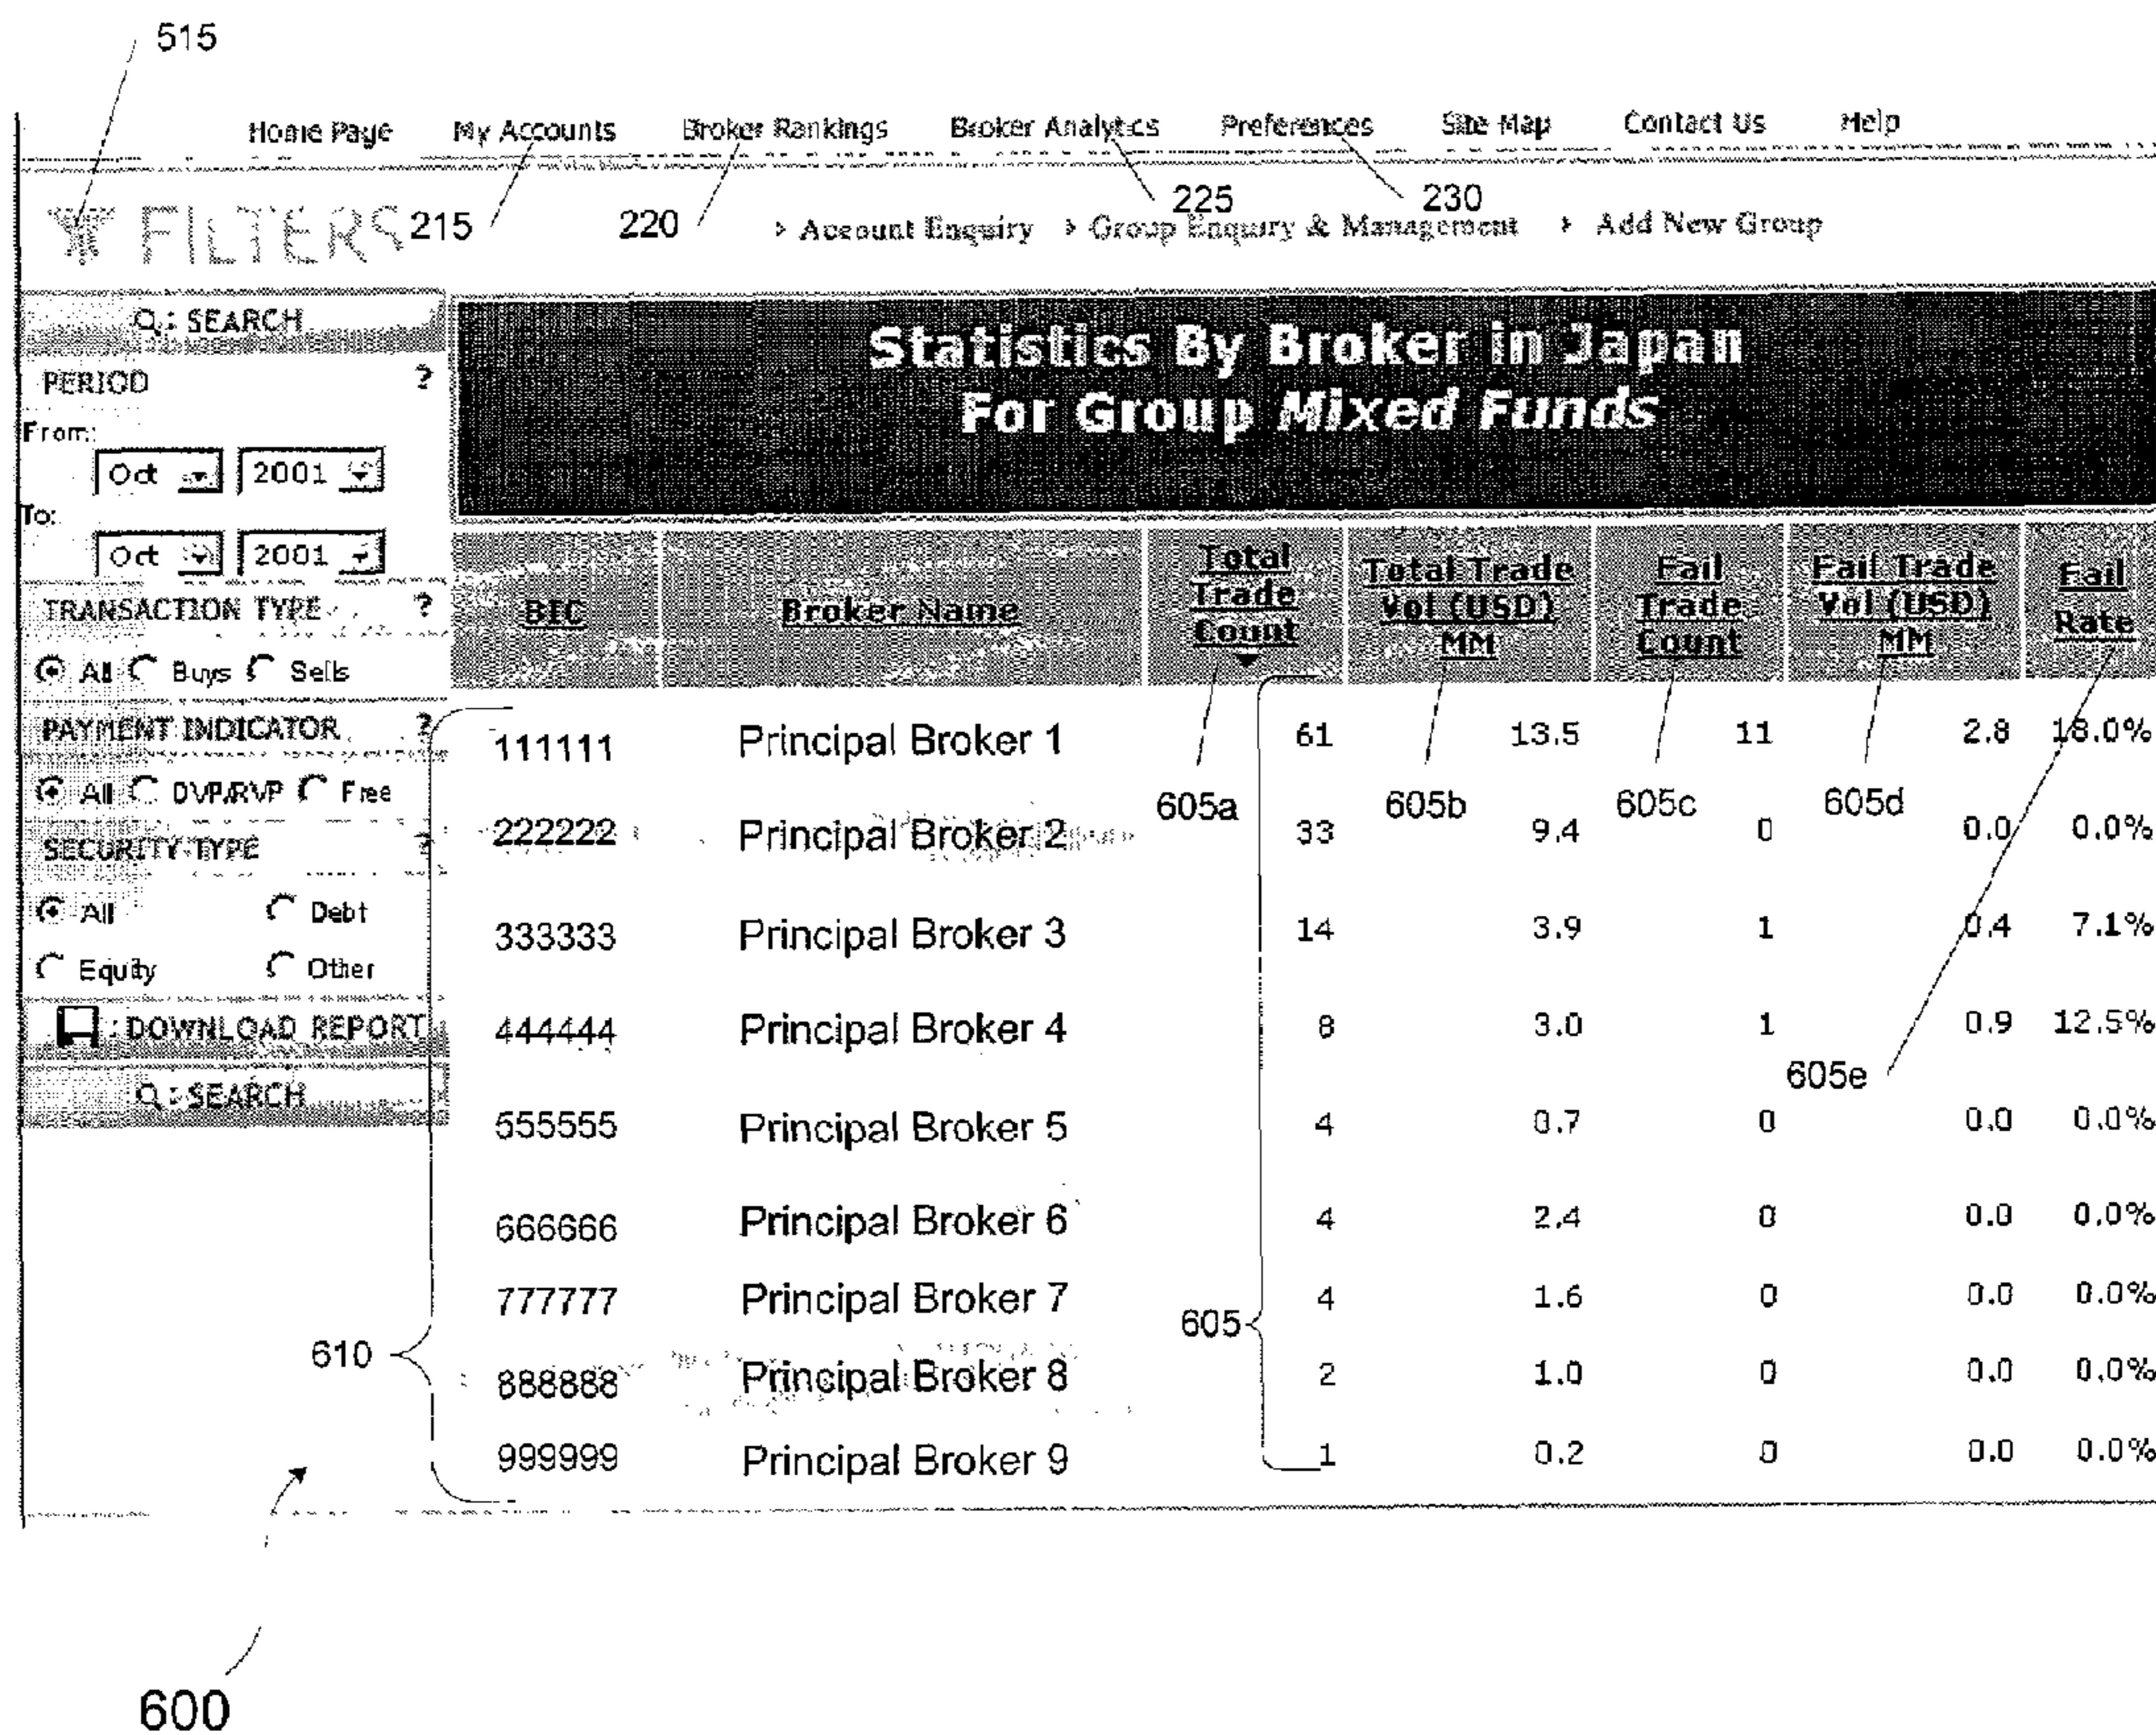 515
Home Page My Accounts Broker Rankings Broker Analytics Preferences Site Map Contact Us Help
FILTERS 215 220 225 230
› Account Enquiry › Group Enquiry & Management › Add New Group
: SEARCH
Statistics By Broker in Japan
For Group Mixed Funds
PERIOD ?
From:
Oct 2001
To:
Oct 2001
TRANSACTION TYPE ?
All Buys Sells
PAYMENT INDICATOR ?
All DVP/RVP Free
SECURITY TYPE ?
All Debt
Equity Other
: DOWNLOAD REPORT
: SEARCH
BIC Broker Name Total Trade Count Total Trade Vol (USD) MM Fail Trade Count Fail Trade Vol (USD) MM Fail Rate
111111 Principal Broker 1 61 13.5 11 2.8 18.0%
605a 605b 605c 605d
222222 Principal Broker 2 33 9.4 0 0.0 0.0%
333333 Principal Broker 3 14 3.9 1 0.4 7.1%
444444 Principal Broker 4 8 3.0 1 0.9 12.5%
605e
555555 Principal Broker 5 4 0.7 0 0.0 0.0%
666666 Principal Broker 6 4 2.4 0 0.0 0.0%
777777 Principal Broker 7 4 1.6 0 0.0 0.0%
610 605
888888 Principal Broker 8 2 1.0 0 0.0 0.0%
999999 Principal Broker 9 1 0.2 0 0.0 0.0%
600